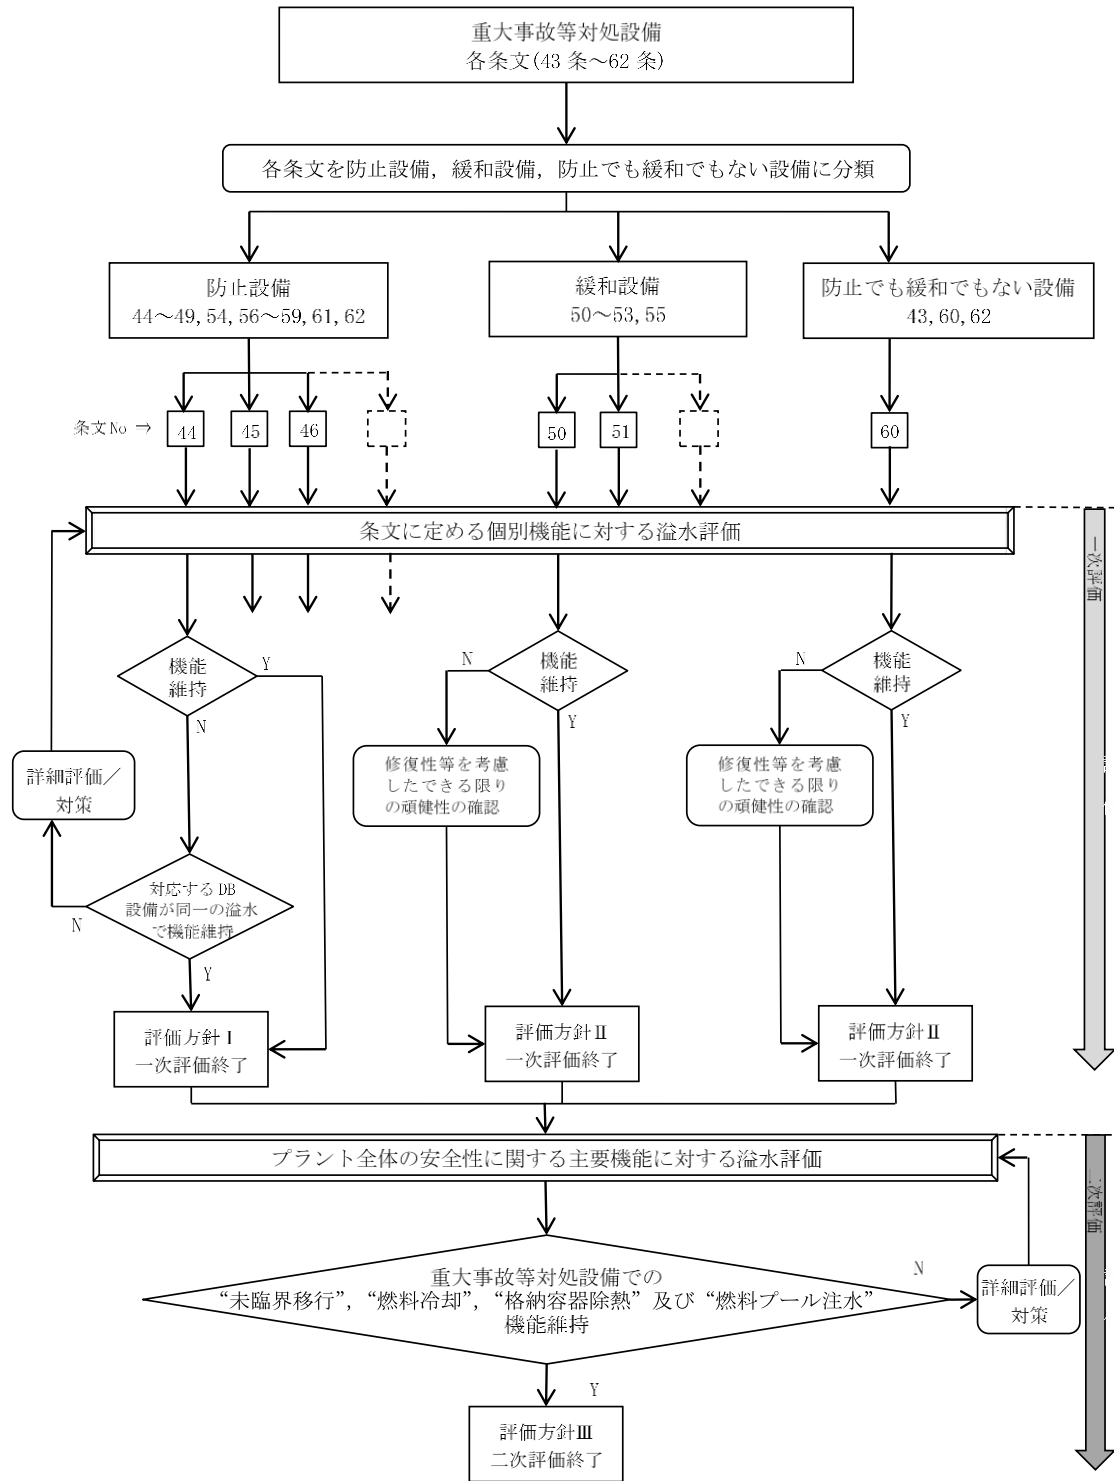 重大事故等対処設備
各条文(43 条～62 条)
各条文を防止設備，緩和設備，防止でも緩和でもない設備に分類
防止設備
44～49, 54, 56～59, 61, 62
緩和設備
50～53, 55
防止でも緩和でもない設備
43, 60, 62
条文No ⇒
44
45
46
50
51
60
条文に定める個別機能に対する溢水評価
一次評価
機能
維持
Y
N
機能
維持
N
Y
機能
維持
N
Y
詳細評価／
対策
修復性等を考慮
したできる限り
の頑健性の確認
修復性等を考慮
したできる限り
の頑健性の確認
対応する DB
設備が同一の溢水
で機能維持
N
Y
評価方針Ⅰ
一次評価終了
評価方針Ⅱ
一次評価終了
評価方針Ⅱ
一次評価終了
プラント全体の安全性に関する主要機能に対する溢水評価
二次評価
重大事故等対処設備での
“未臨界移行”，“燃料冷却”，“格納容器除熱” 及び “燃料プール注水”
機能維持
N
詳細評価／
対策
Y
評価方針Ⅲ
二次評価終了